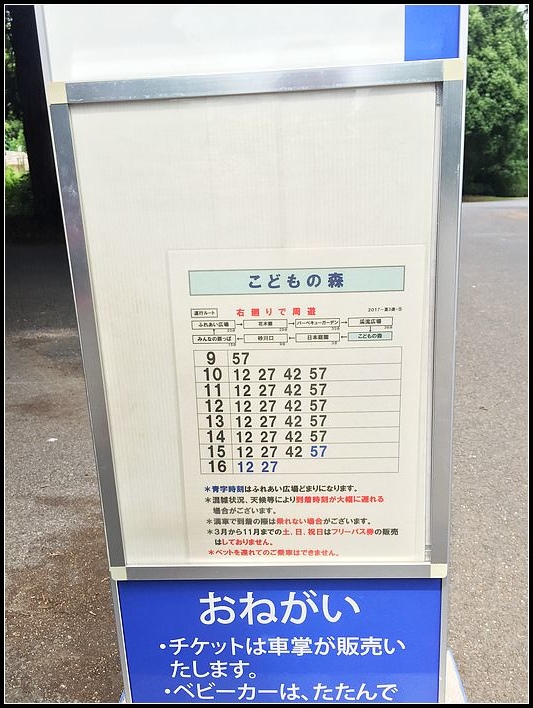 こどもの森
運行ルート 右廻りで周遊 2017-第3園-⑤
ふれあい広場 → 花木園 → バーベキューガーデン → 渓流広場
みんなの原っぱ ← 砂川口 ← 日本庭園 ← こどもの森
9 57
10 12 27 42 57
11 12 27 42 57
12 12 27 42 57
13 12 27 42 57
14 12 27 42 57
15 12 27 42 57
16 12 27
*青字時刻はふれあい広場どまりになります。
*混雑状況、天候等により到着時刻が大幅に遅れる
場合がございます。
*満車で到着の際は乗れない場合がございます。
*3月から11月までの土、日、祝日はフリーパス券の販売
はしておりません。
*ペットを連れてのご乗車はできません。
おねがい
・チケットは車掌が販売い
たします。
・ベビーカーは、たたんで